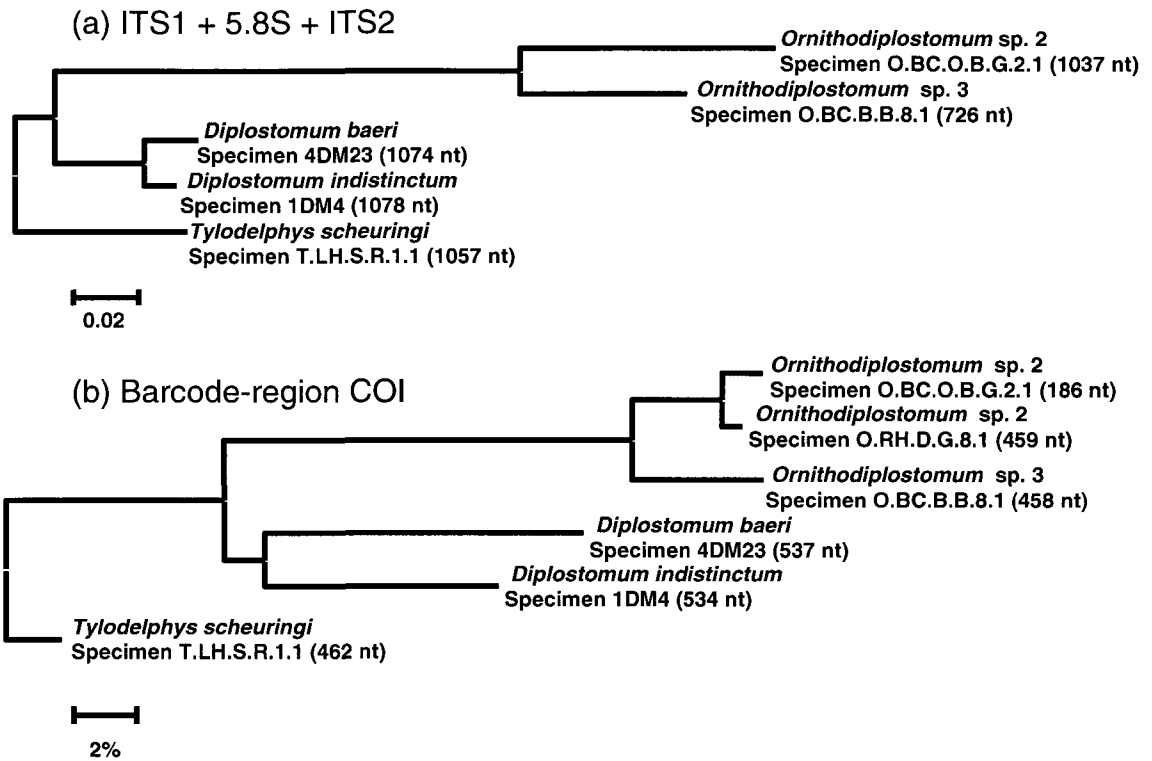 (a) ITS1 + 5.8S + ITS2
Ornithodiplostomum sp. 2
Specimen O.BC.O.B.G.2.1 (1037 nt)
Ornithodiplostomum sp. 3
Specimen O.BC.B.B.8.1 (726 nt)
Diplostomum baeri
Specimen 4DM23 (1074 nt)
Diplostomum indistinctum
Specimen 1DM4 (1078 nt)
Tylodelphys scheuringi
Specimen T.LH.S.R.1.1 (1057 nt)
0.02
(b) Barcode-region COI
Ornithodiplostomum sp. 2
Specimen O.BC.O.B.G.2.1 (186 nt)
Ornithodiplostomum sp. 2
Specimen O.RH.D.G.8.1 (459 nt)
Ornithodiplostomum sp. 3
Specimen O.BC.B.B.8.1 (458 nt)
Diplostomum baeri
Specimen 4DM23 (537 nt)
Diplostomum indistinctum
Specimen 1DM4 (534 nt)
Tylodelphys scheuringi
Specimen T.LH.S.R.1.1 (462 nt)
2%